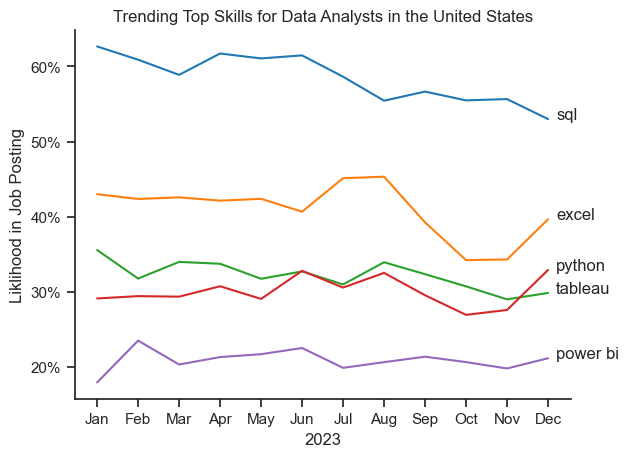 Trending Top Skills for Data Analysts in the United States
Liklihood in Job Posting
60%
50%
40%
30%
20%
sql
excel
python
tableau
power bi
Jan Feb Mar Apr May Jun Jul Aug Sep Oct Nov Dec
2023